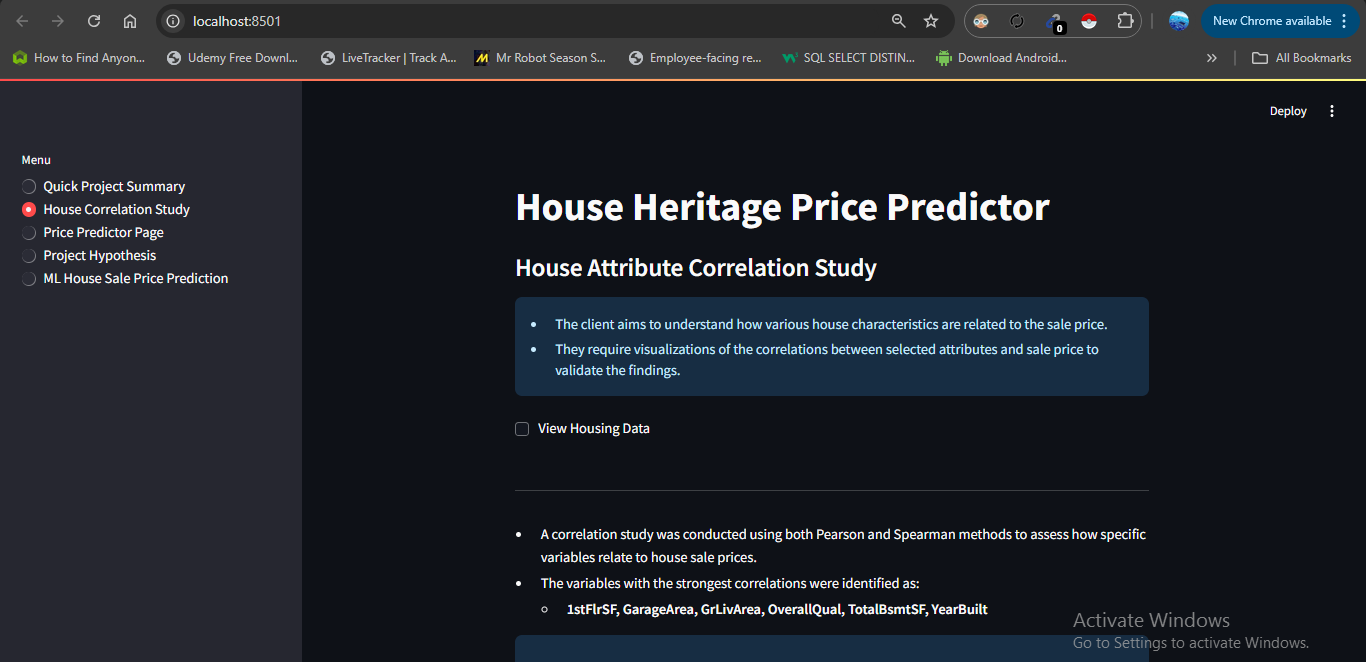 localhost:8501
0
New Chrome available
How to Find Anyon...
Udemy Free Downl...
LiveTracker | Track A...
Mr Robot Season S...
Employee-facing re...
SQL SELECT DISTIN...
Download Android...
»
All Bookmarks
Deploy
Menu
Quick Project Summary
House Correlation Study
Price Predictor Page
Project Hypothesis
ML House Sale Price Prediction
House Heritage Price Predictor
House Attribute Correlation Study
• The client aims to understand how various house characteristics are related to the sale price.
• They require visualizations of the correlations between selected attributes and sale price to
validate the findings.
View Housing Data
• A correlation study was conducted using both Pearson and Spearman methods to assess how specific
variables relate to house sale prices.
• The variables with the strongest correlations were identified as:
◦ 1stFlrSF, GarageArea, GrLivArea, OverallQual, TotalBsmtSF, YearBuilt
Activate Windows
Go to Settings to activate Windows.